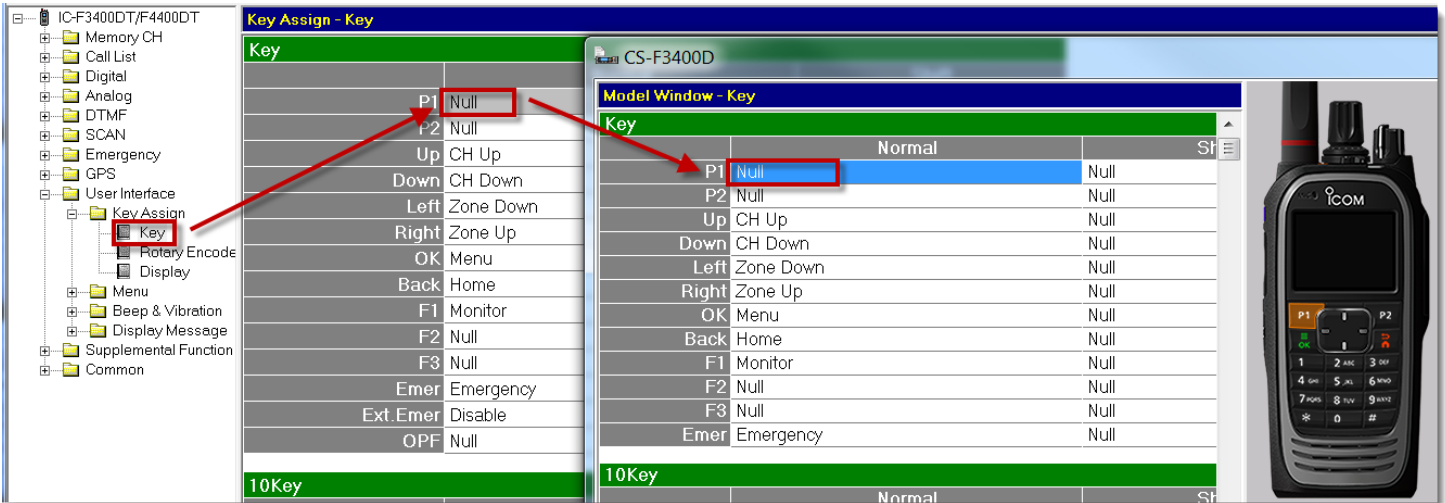 IC-F3400DT/F4400DT
Memory CH
Call List
Digital
Analog
DTMF
SCAN
Emergency
GPS
User Interface
Key Assign
Key
Rotary Encode
Display
Menu
Beep & Vibration
Display Message
Supplemental Function
Common
Key Assign - Key
Key
P1 Null
P2 Null
Up CH Up
Down CH Down
Left Zone Down
Right Zone Up
OK Menu
Back Home
F1 Monitor
F2 Null
F3 Null
Emer Emergency
Ext.Emer Disable
OPF Null
10Key
CS-F3400D
Model Window - Key
Key
Normal Sh
P1 Null Null
P2 Null Null
Up CH Up Null
Down CH Down Null
Left Zone Down Null
Right Zone Up Null
OK Menu Null
Back Home Null
F1 Monitor Null
F2 Null Null
F3 Null Null
Emer Emergency Null
10Key
Normal Sh
ICOM
P1 P2
OK
1 2 ABC 3 DEF
4 GHI 5 JKL 6 MNO
7 PQRS 8 TUV 9 WXYZ
* 0 #